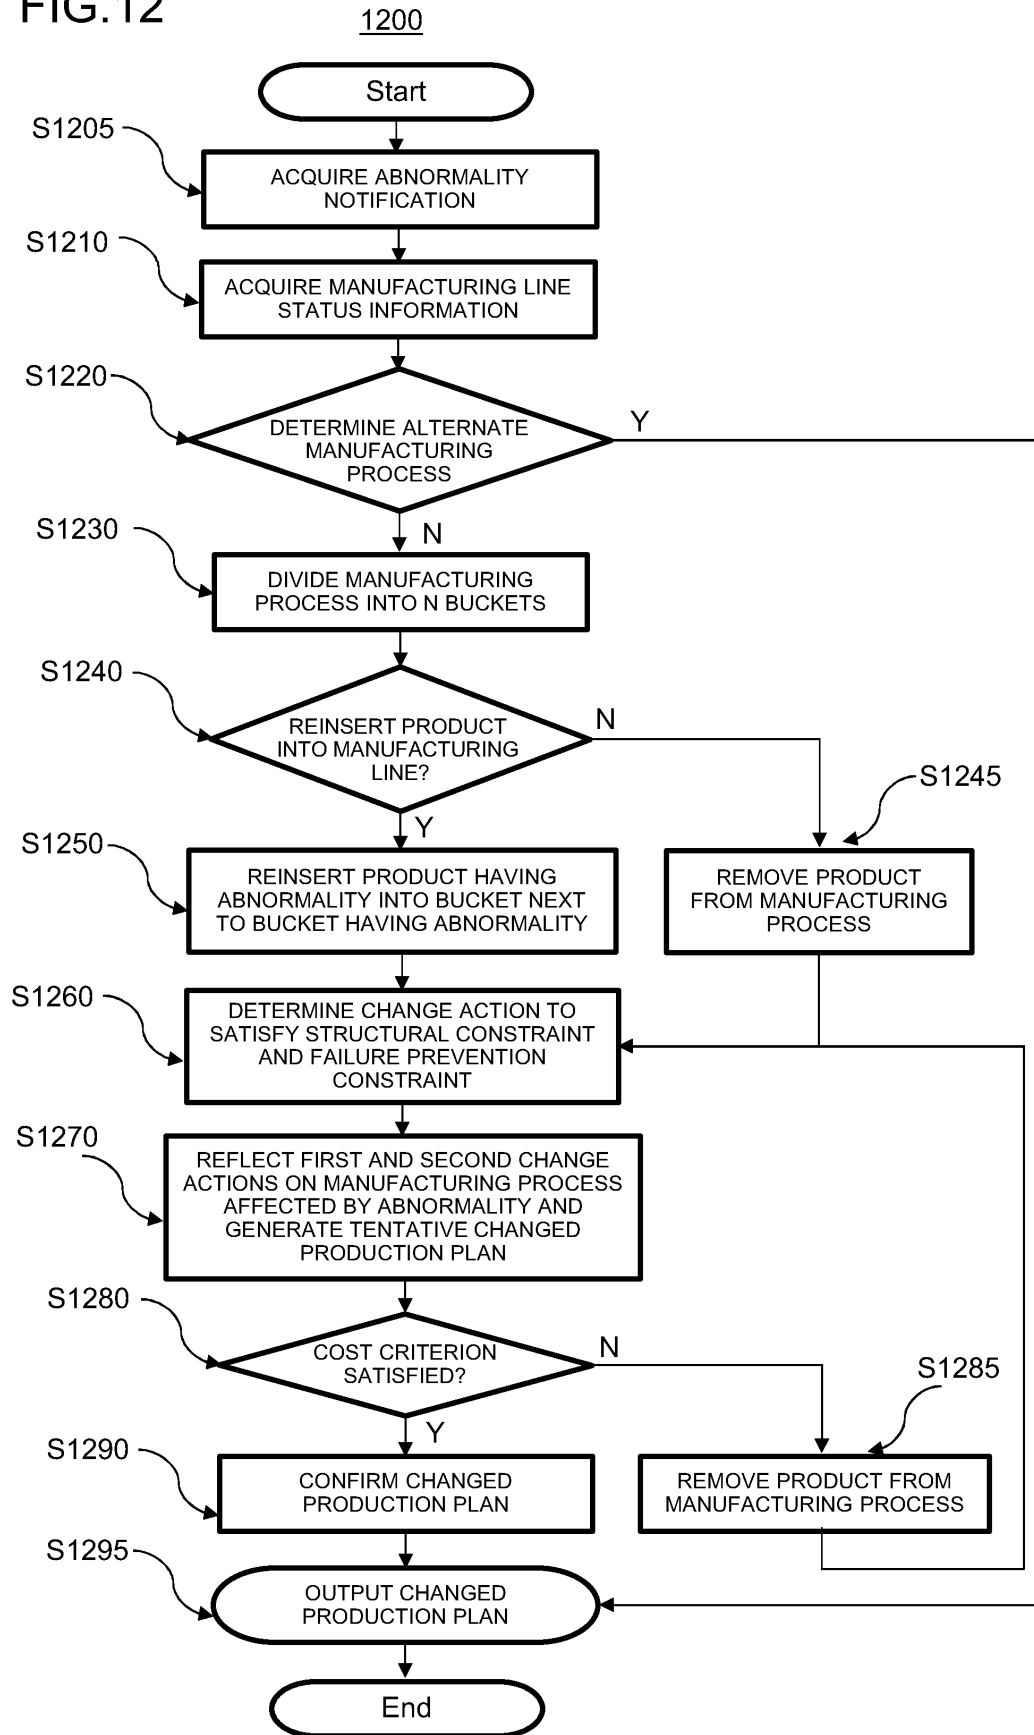 FIG.12
1200
Start
S1205
ACQUIRE ABNORMALITY
NOTIFICATION
S1210
ACQUIRE MANUFACTURING LINE
STATUS INFORMATION
S1220
DETERMINE ALTERNATE
MANUFACTURING
PROCESS
Y
N
S1230
DIVIDE MANUFACTURING
PROCESS INTO N BUCKETS
S1240
REINSERT PRODUCT
INTO MANUFACTURING
LINE?
N
Y
S1245
REMOVE PRODUCT
FROM MANUFACTURING
PROCESS
S1250
REINSERT PRODUCT HAVING
ABNORMALITY INTO BUCKET NEXT
TO BUCKET HAVING ABNORMALITY
S1260
DETERMINE CHANGE ACTION TO
SATISFY STRUCTURAL CONSTRAINT
AND FAILURE PREVENTION
CONSTRAINT
S1270
REFLECT FIRST AND SECOND CHANGE
ACTIONS ON MANUFACTURING PROCESS
AFFECTED BY ABNORMALITY AND
GENERATE TENTATIVE CHANGED
PRODUCTION PLAN
S1280
COST CRITERION
SATISFIED?
N
Y
S1285
REMOVE PRODUCT FROM
MANUFACTURING PROCESS
S1290
CONFIRM CHANGED
PRODUCTION PLAN
S1295
OUTPUT CHANGED
PRODUCTION PLAN
End